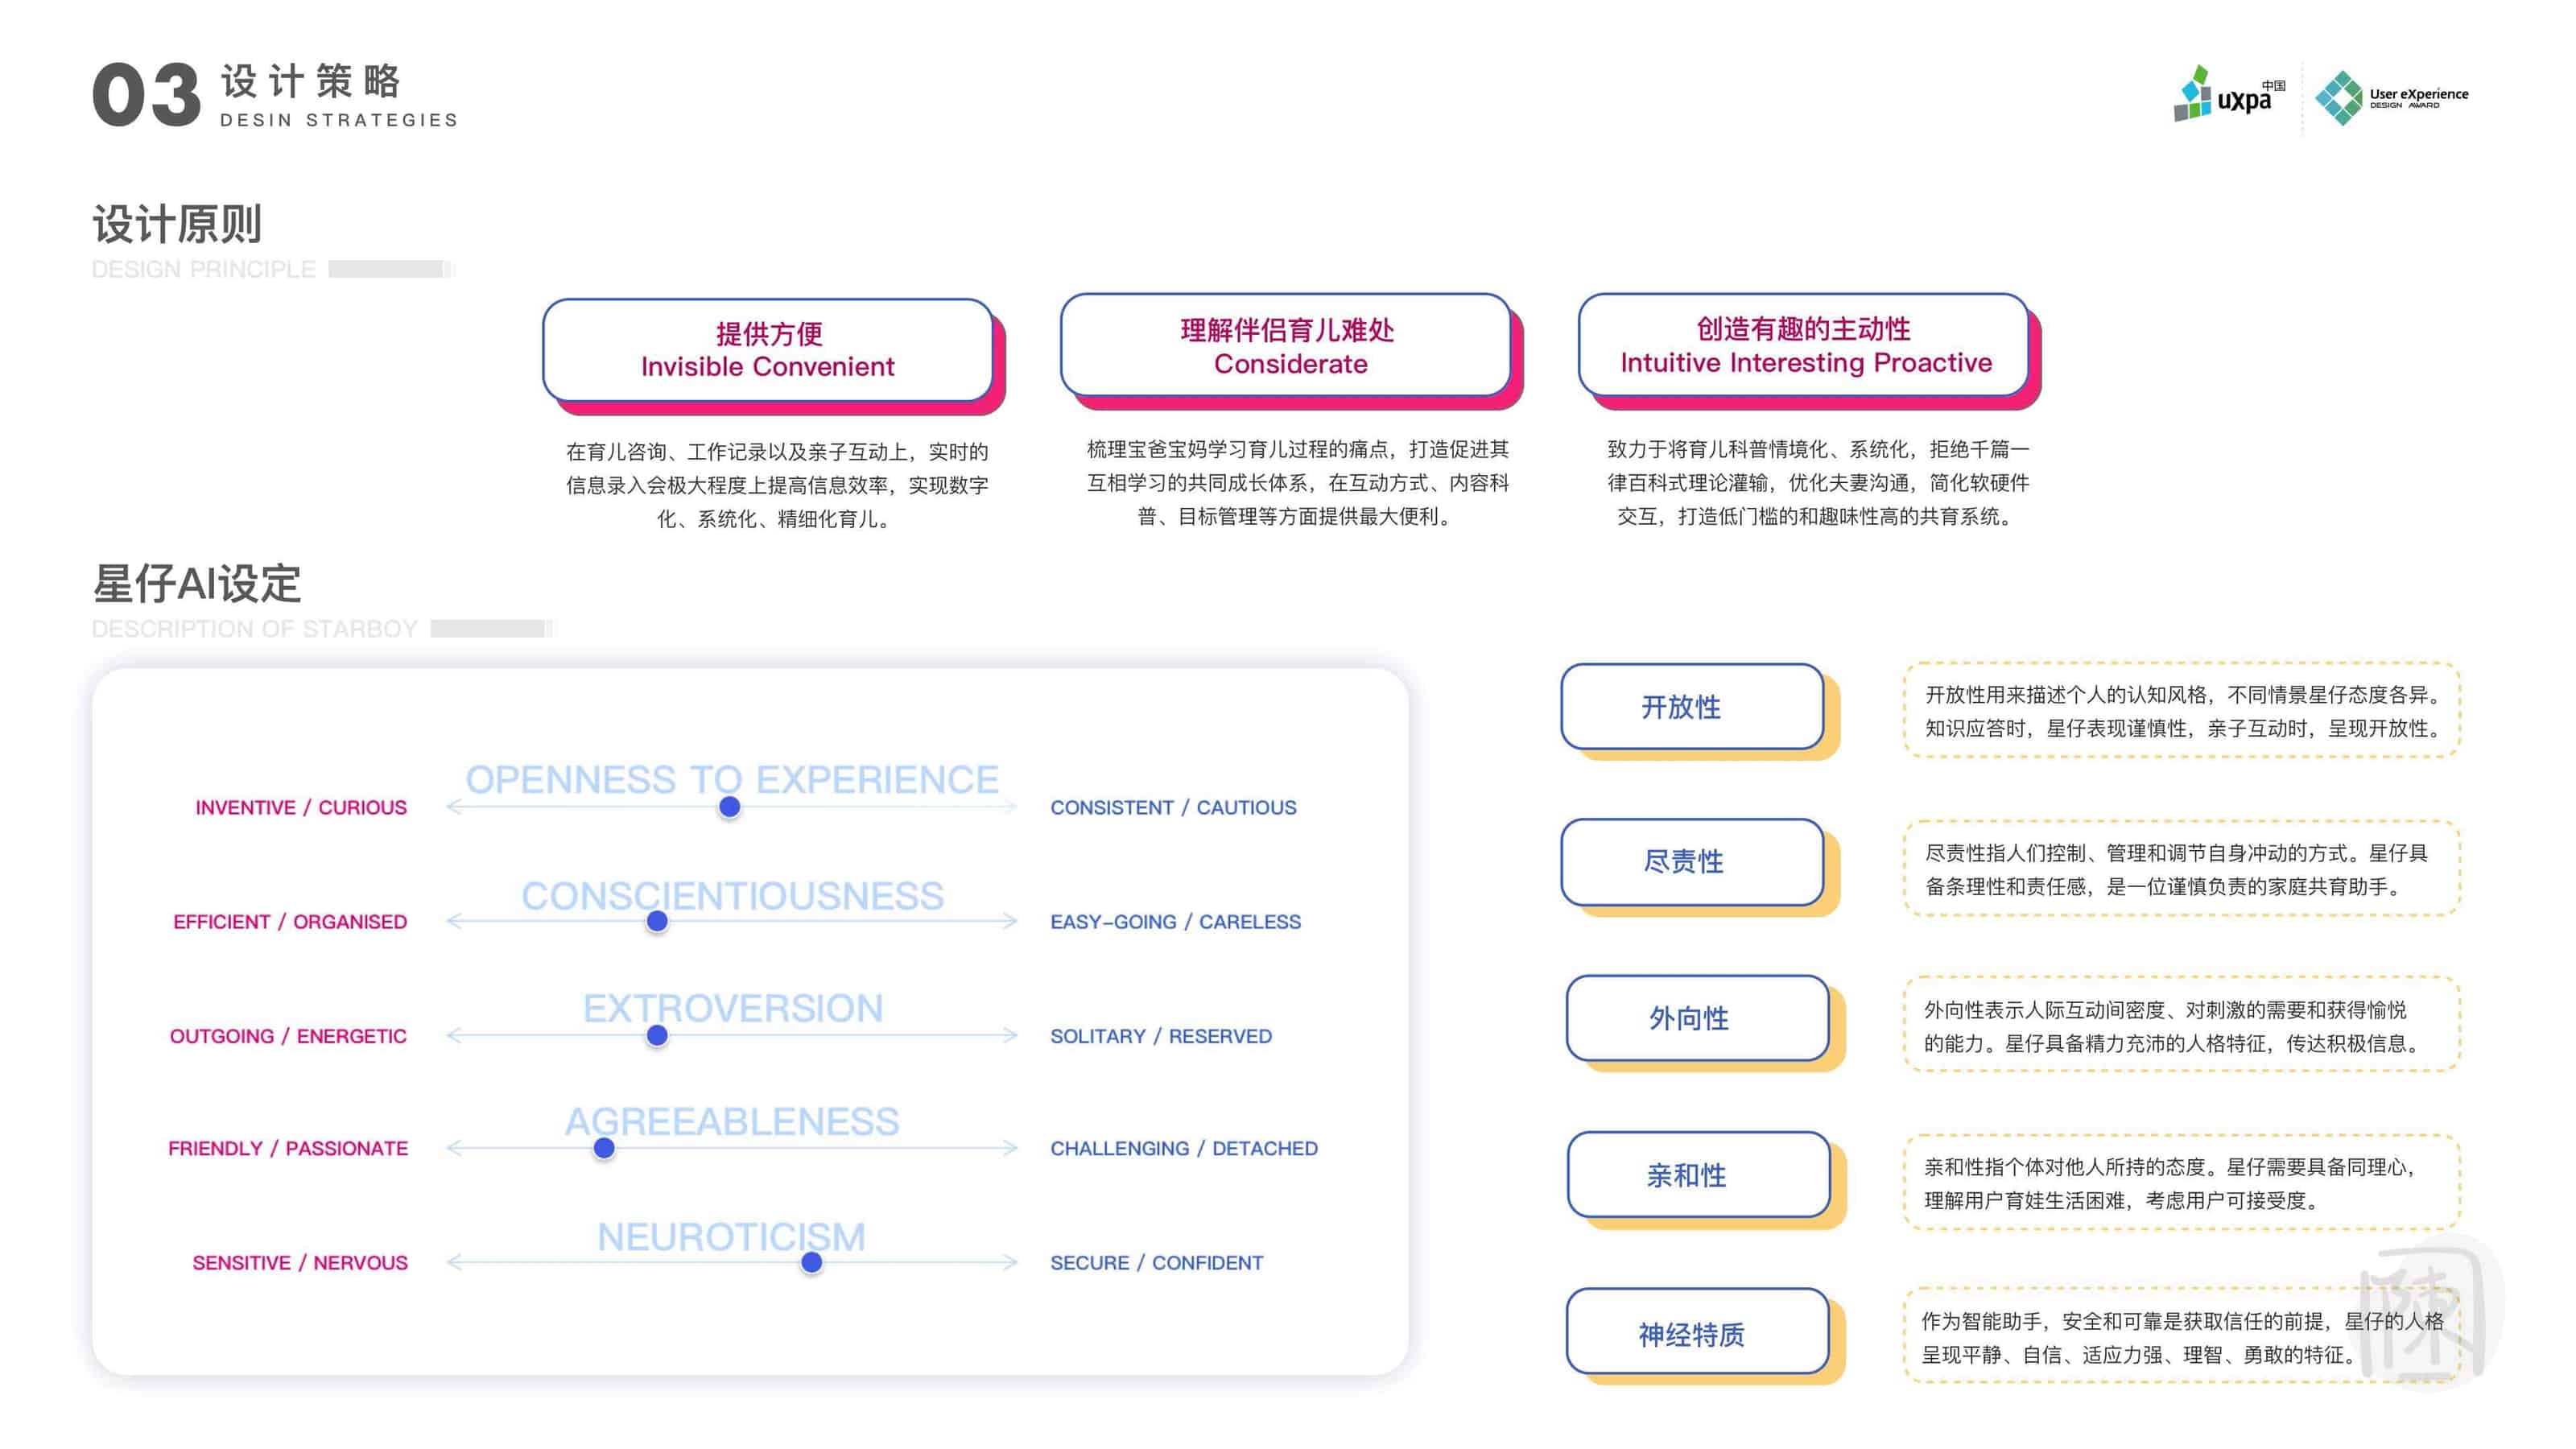 03 设计策略
DESIN STRATEGIES
uxpa 中国
User eXperience
DESIGN AWARD
设计原则
DESIGN PRINCIPLE
提供方便
Invisible Convenient
在育儿咨询、工作记录以及亲子互动上，实时的
信息录入会极大程度上提高信息效率，实现数字
化、系统化、精细化育儿。
理解伴侣育儿难处
Considerate
梳理宝爸宝妈学习育儿过程的痛点，打造促进其
互相学习的共同成长体系，在互动方式、内容科
普、目标管理等方面提供最大便利。
创造有趣的主动性
Intuitive Interesting Proactive
致力于将育儿科普情境化、系统化，拒绝千篇一
律百科式理论灌输，优化夫妻沟通，简化软硬件
交互，打造低门槛的和趣味性高的共育系统。
星仔AI设定
DESCRIPTION OF STARBOY
OPENNESS TO EXPERIENCE
INVENTIVE / CURIOUS
CONSISTENT / CAUTIOUS
CONSCIENTIOUSNESS
EFFICIENT / ORGANISED
EASY-GOING / CARELESS
EXTROVERSION
OUTGOING / ENERGETIC
SOLITARY / RESERVED
AGREEABLENESS
FRIENDLY / PASSIONATE
CHALLENGING / DETACHED
NEUROTICISM
SENSITIVE / NERVOUS
SECURE / CONFIDENT
开放性
开放性用来描述个人的认知风格，不同情景星仔态度各异。
知识应答时，星仔表现谨慎性，亲子互动时，呈现开放性。
尽责性
尽责性指人们控制、管理和调节自身冲动的方式。星仔具
备条理性和责任感，是一位谨慎负责的家庭共育助手。
外向性
外向性表示人际互动间密度、对刺激的需要和获得愉悦
的能力。星仔具备精力充沛的人格特征，传达积极信息。
亲和性
亲和性指个体对他人所持的态度。星仔需要具备同理心，
理解用户育娃生活困难，考虑用户可接受度。
神经特质
作为智能助手，安全和可靠是获取信任的前提，星仔的人格
呈现平静、自信、适应力强、理智、勇敢的特征。
陳